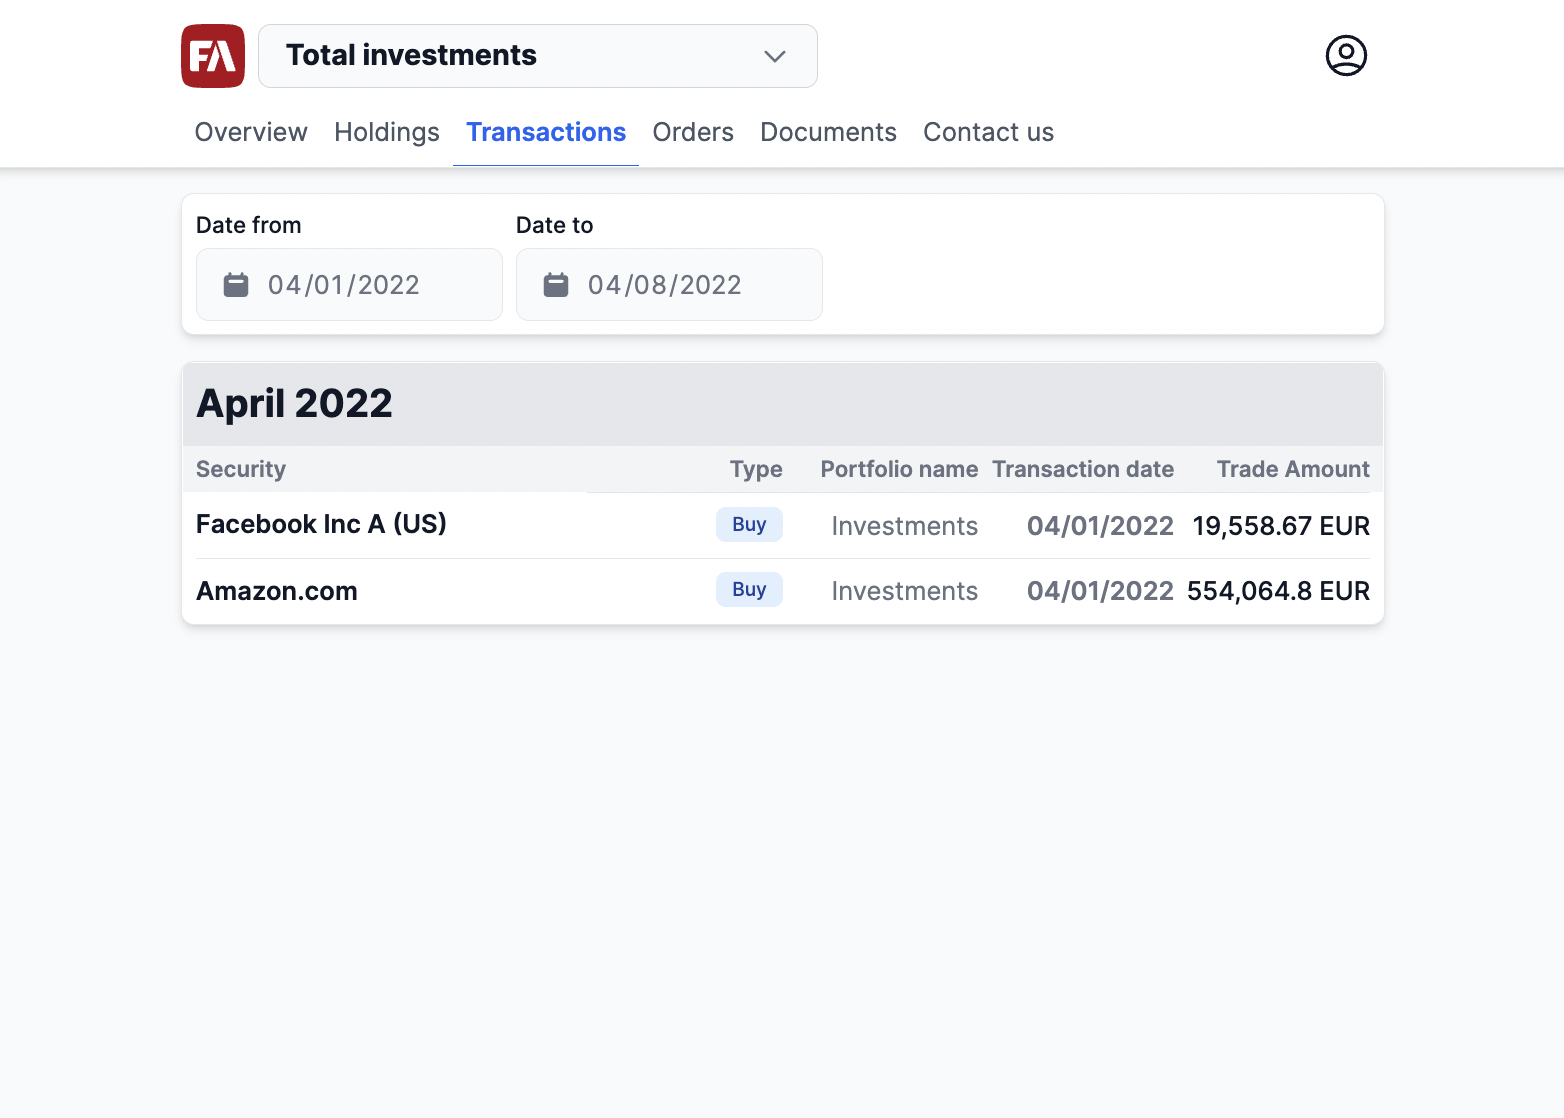 FA
Total investments
Overview Holdings Transactions Orders Documents Contact us
Date from Date to
04/01/2022 04/08/2022
April 2022
Security Type Portfolio name Transaction date Trade Amount
Facebook Inc A (US) Buy Investments 04/01/2022 19,558.67 EUR
Amazon.com Buy Investments 04/01/2022 554,064.8 EUR